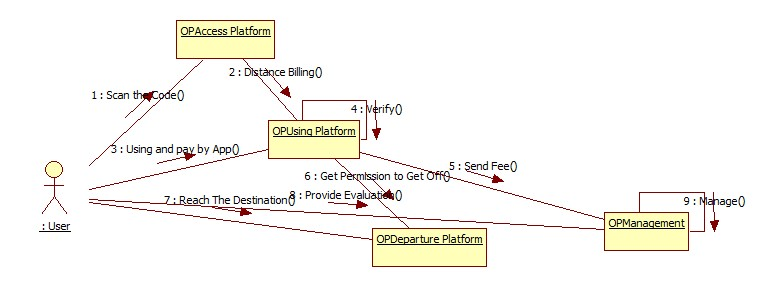 OPAccess Platform
2 : Distance Billing()
1 : Scan the Code()
4 : Verify()
OPUsing Platform
3 : Using and pay by App()
5 : Send Fee()
6 : Get Permission to Get Off()
7 : Reach The Destination()
8 : Provide Evaluation()
9 : Manage()
: User
OPManagement
OPDeparture Platform